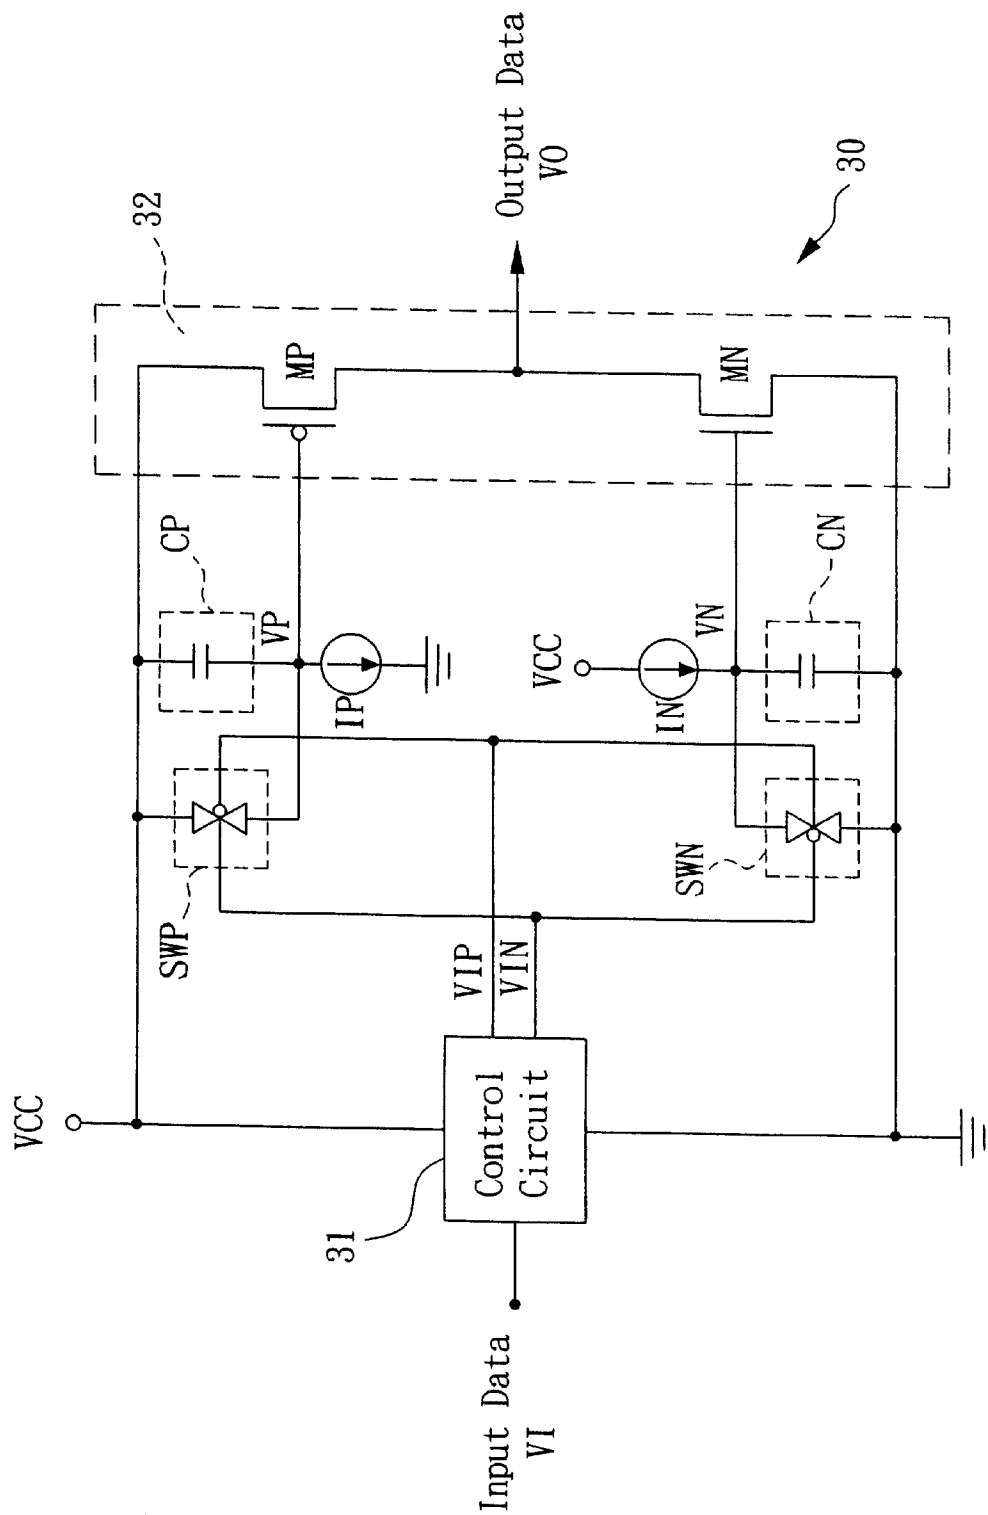 VCC
Input Data
VI
31
Control
Circuit
VIP
VIN
SWP
SWN
CP
VP
IP
VCC
IN
VN
CN
MP
MN
32
Output Data
VO
30